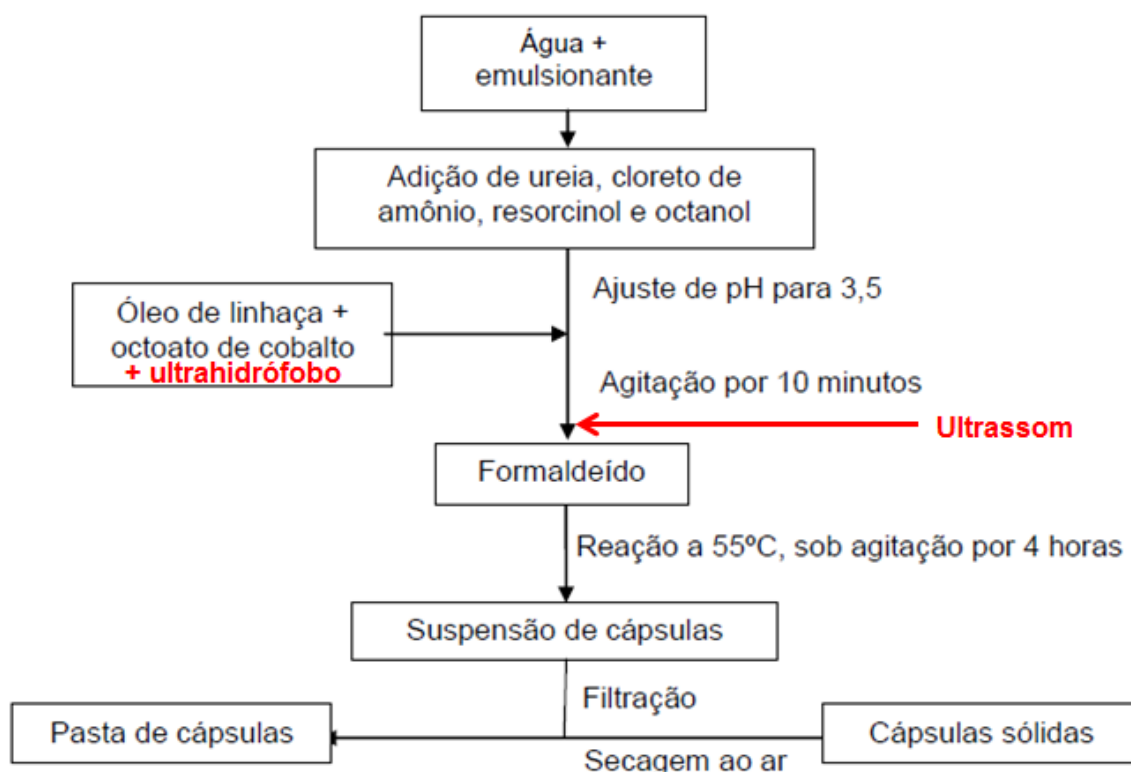 Água +
emulsionante
Adição de ureia, cloreto de
amônio, resorcinol e octanol
Ajuste de pH para 3,5
Óleo de linhaça +
octoato de cobalto
+ ultrahidrófobo
Agitação por 10 minutos
Ultrassom
Formaldeído
Reação a 55ºC, sob agitação por 4 horas
Suspensão de cápsulas
Filtração
Pasta de cápsulas
Cápsulas sólidas
Secagem ao ar